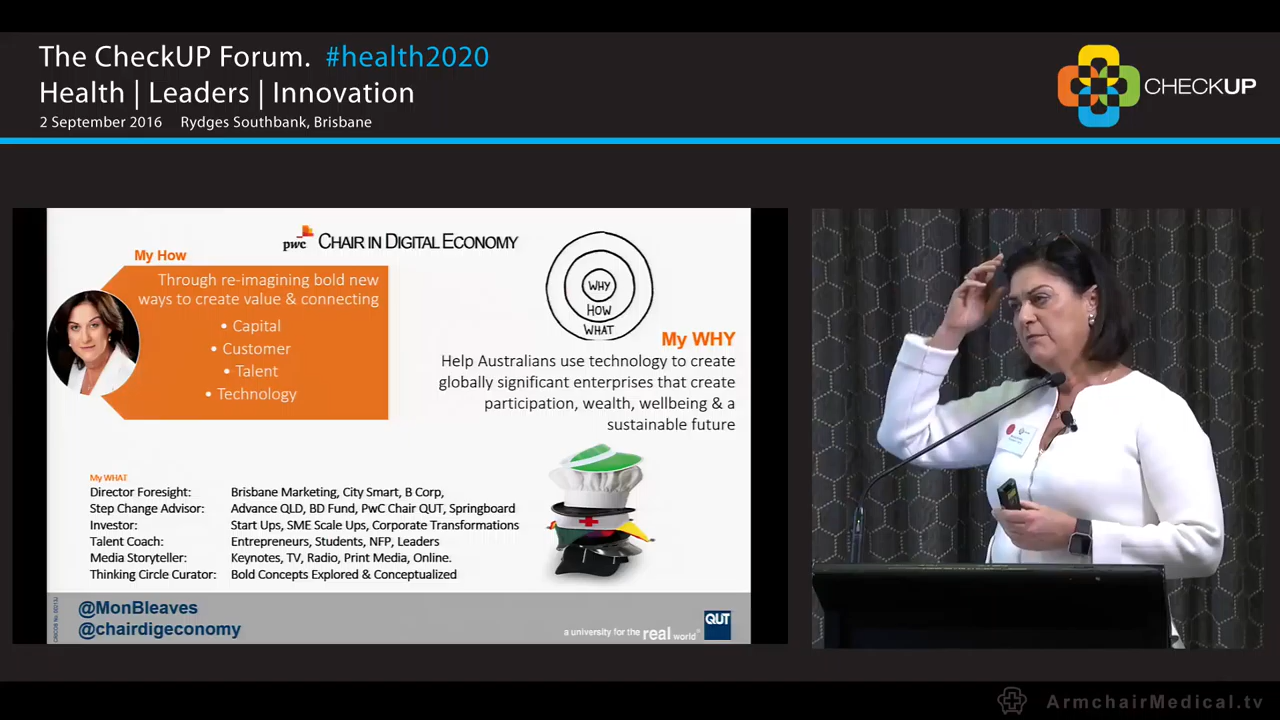 The CheckUP Forum. #health2020
Health | Leaders | Innovation
2 September 2016 Rydges Southbank, Brisbane
CHECKUP
pwc CHAIR IN DIGITAL ECONOMY
My How
Through re-imagining bold new
ways to create value & connecting
• Capital
• Customer
• Talent
• Technology
WHY
HOW
WHAT
My WHY
Help Australians use technology to create
globally significant enterprises that create
participation, wealth, wellbeing & a
sustainable future
My WHAT
Director Foresight: Brisbane Marketing, City Smart, B Corp,
Step Change Advisor: Advance QLD, BD Fund, PwC Chair QUT, Springboard
Investor: Start Ups, SME Scale Ups, Corporate Transformations
Talent Coach: Entrepreneurs, Students, NFP, Leaders
Media Storyteller: Keynotes, TV, Radio, Print Media, Online.
Thinking Circle Curator: Bold Concepts Explored & Conceptualized
@MonBleaves
@chairdigeconomy
a university for the real world
QUT
ArmchairMedical.tv